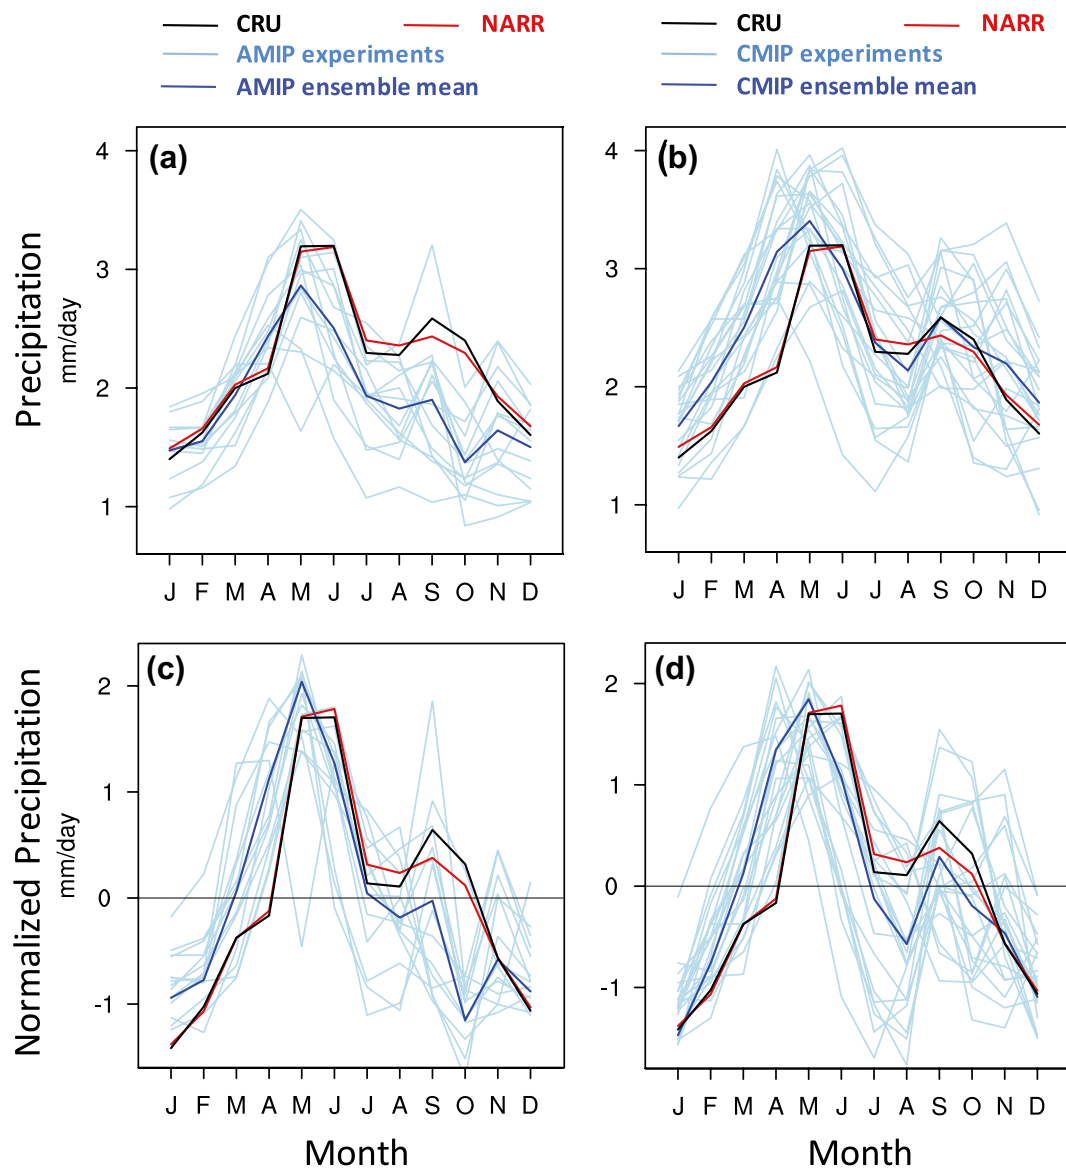 CRU NARR
AMIP experiments
AMIP ensemble mean
CRU NARR
CMIP experiments
CMIP ensemble mean
(a)
4
3
2
1
Precipitation
mm/day
J F M A M J J A S O N D
(b)
4
3
2
1
J F M A M J J A S O N D
(c)
2
1
0
-1
Normalized Precipitation
mm/day
J F M A M J J A S O N D
Month
(d)
2
1
0
-1
J F M A M J J A S O N D
Month